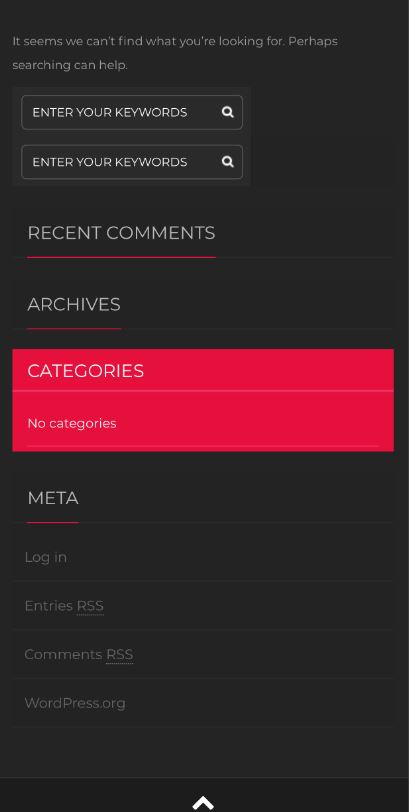 It seems we can’t find what you’re looking for. Perhaps
searching can help.
ENTER YOUR KEYWORDS
ENTER YOUR KEYWORDS
RECENT COMMENTS
ARCHIVES
CATEGORIES
No categories
META
Log in
Entries RSS
Comments RSS
WordPress.org